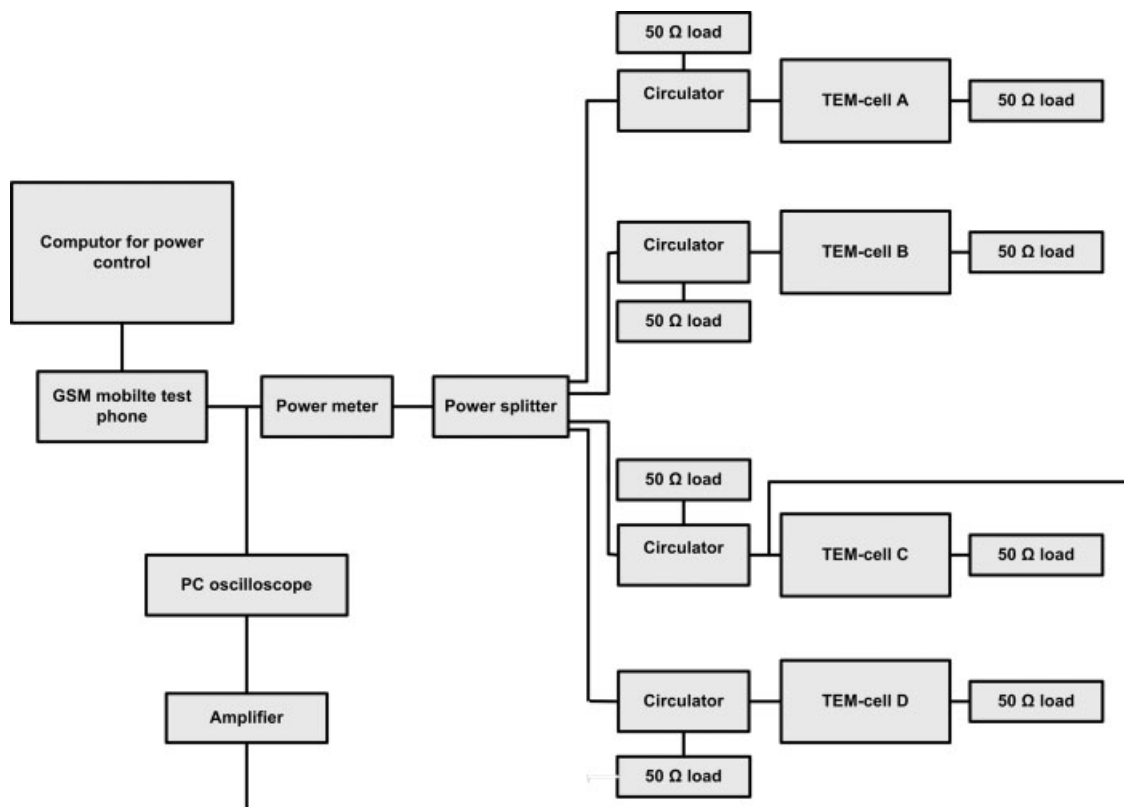 50 Ω load
Circulator
TEM-cell A
50 Ω load
Computor for power
control
Circulator
TEM-cell B
50 Ω load
50 Ω load
GSM mobilte test
phone
Power meter
Power splitter
50 Ω load
Circulator
TEM-cell C
50 Ω load
PC oscilloscope
Circulator
TEM-cell D
50 Ω load
Amplifier
50 Ω load